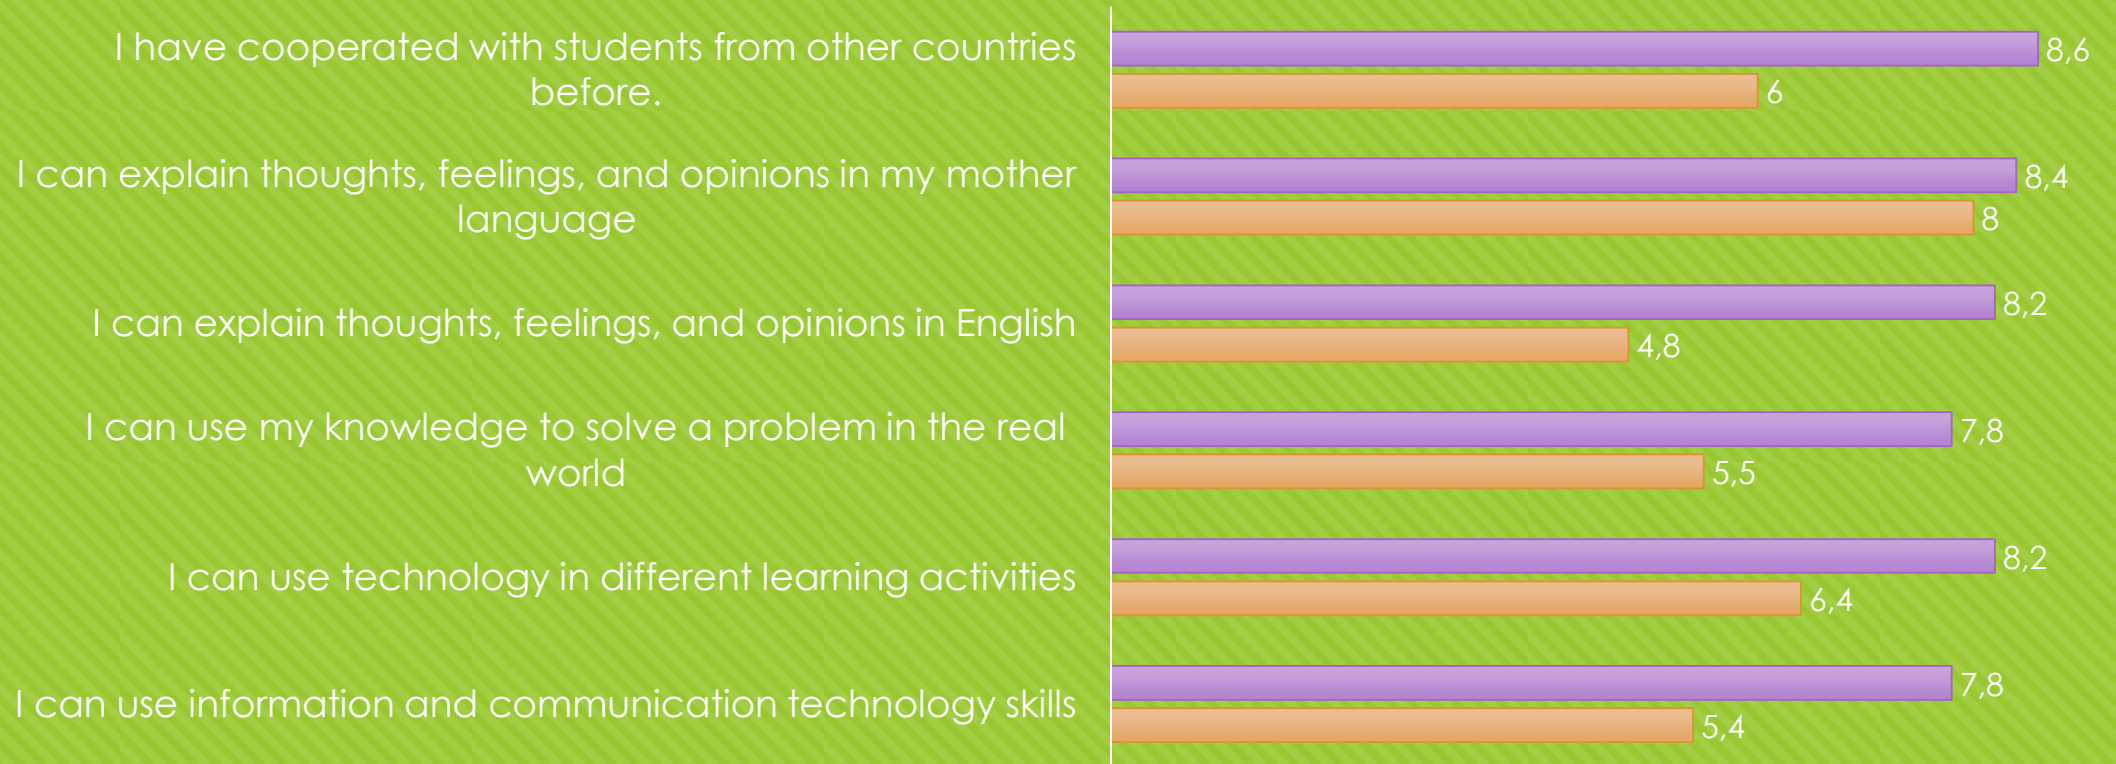 I have cooperated with students from other countries
before.
8,6
6
I can explain thoughts, feelings, and opinions in my mother
language
8,4
8
I can explain thoughts, feelings, and opinions in English
8,2
4,8
I can use my knowledge to solve a problem in the real
world
7,8
5,5
I can use technology in different learning activities
8,2
6,4
I can use information and communication technology skills
7,8
5,4